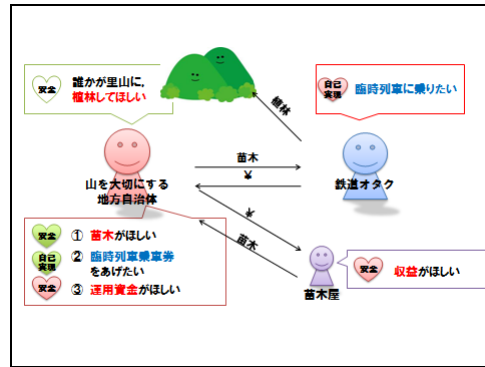 安全
誰かが里山に,
植林してほしい
自己
実現
臨時列車に乗りたい
植林
苗木
¥
山を大切にする
地方自治体
鉄道オタク
¥
苗木
安全
① 苗木がほしい
自己
実現
② 臨時列車乗車券
をあげたい
安全
③ 運用資金がほしい
安全
収益がほしい
苗木屋